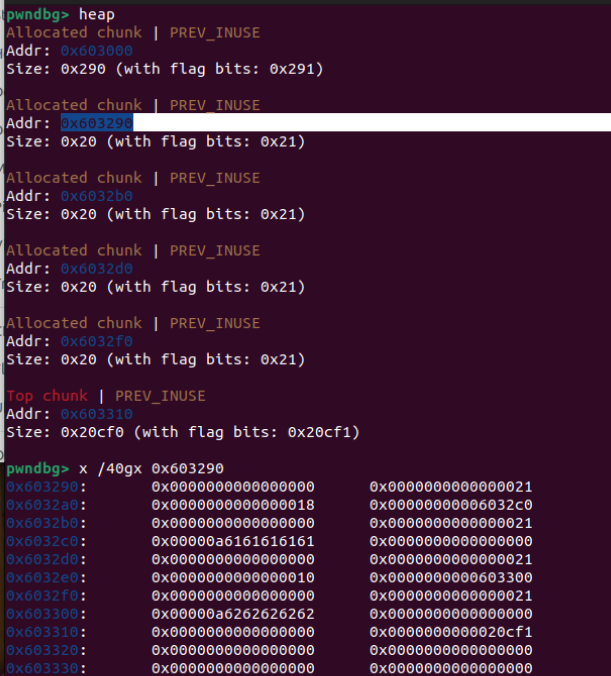 pwndbg> heap
Allocated chunk | PREV_INUSE
Addr: 0x603000
Size: 0x290 (with flag bits: 0x291)
Allocated chunk | PREV_INUSE
Addr: 0x603290
Size: 0x20 (with flag bits: 0x21)
Allocated chunk | PREV_INUSE
Addr: 0x6032b0
Size: 0x20 (with flag bits: 0x21)
Allocated chunk | PREV_INUSE
Addr: 0x6032d0
Size: 0x20 (with flag bits: 0x21)
Allocated chunk | PREV_INUSE
Addr: 0x6032f0
Size: 0x20 (with flag bits: 0x21)
Top chunk | PREV_INUSE
Addr: 0x603310
Size: 0x20cf0 (with flag bits: 0x20cf1)
pwndbg> x /40gx 0x603290
0x603290: 0x0000000000000000 0x0000000000000021
0x6032a0: 0x0000000000000018 0x00000000006032c0
0x6032b0: 0x0000000000000000 0x0000000000000021
0x6032c0: 0x00000a6161616161 0x0000000000000000
0x6032d0: 0x0000000000000000 0x0000000000000021
0x6032e0: 0x0000000000000010 0x0000000000603300
0x6032f0: 0x0000000000000000 0x0000000000000021
0x603300: 0x00000a6262626262 0x0000000000000000
0x603310: 0x0000000000000000 0x0000000000020cf1
0x603320: 0x0000000000000000 0x0000000000000000
0x603330: 0x0000000000000000 0x0000000000000000